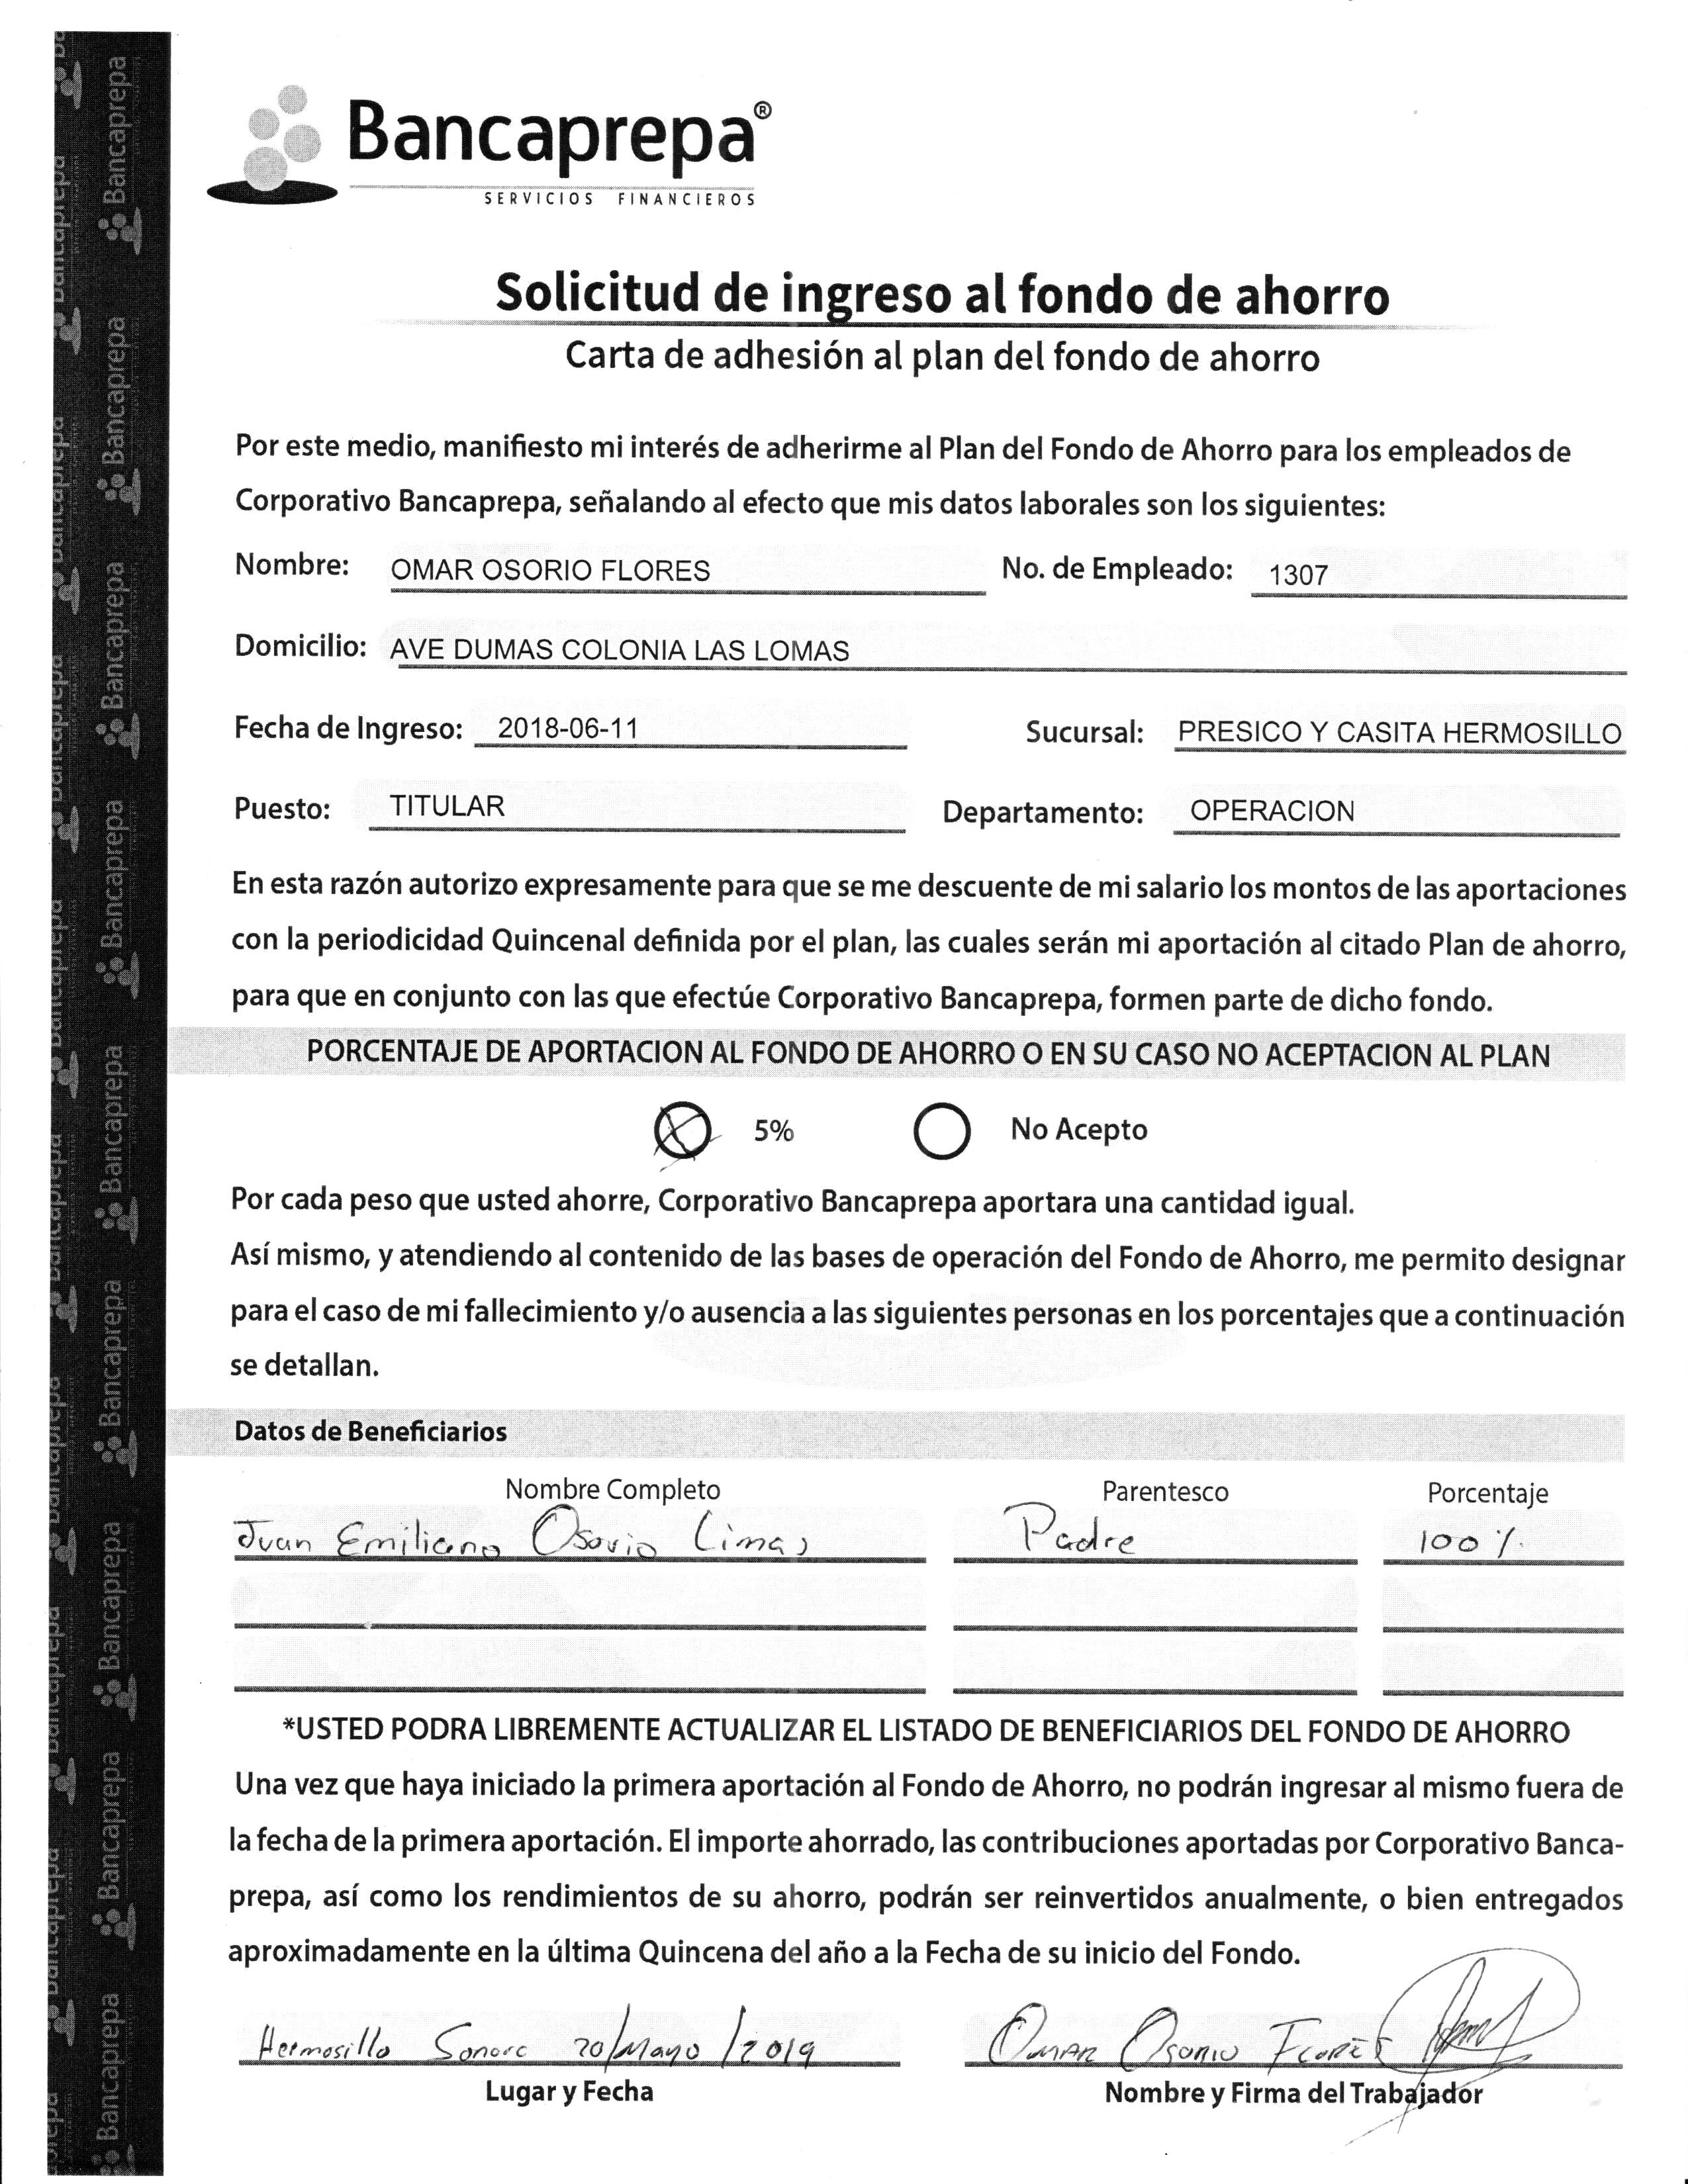 Bancaprepa®
SERVICIOS FINANCIEROS
Solicitud de ingreso al fondo de ahorro
Carta de adhesión al plan del fondo de ahorro
Por este medio, manifiesto mi interés de adherirme al Plan del Fondo de Ahorro para los empleados de
Corporativo Bancaprepa, señalando al efecto que mis datos laborales son los siguientes:
Nombre: OMAR OSORIO FLORES No. de Empleado: 1307
Domicilio: AVE DUMAS COLONIA LAS LOMAS
Fecha de Ingreso: 2018-06-11 Sucursal: PRESICO Y CASITA HERMOSILLO
Puesto: TITULAR Departamento: OPERACION
En esta razón autorizo expresamente para que se me descuente de mi salario los montos de las aportaciones
con la periodicidad Quincenal definida por el plan, las cuales serán mi aportación al citado Plan de ahorro,
para que en conjunto con las que efectúe Corporativo Bancaprepa, formen parte de dicho fondo.
PORCENTAJE DE APORTACION AL FONDO DE AHORRO O EN SU CASO NO ACEPTACION AL PLAN
5% No Acepto
Por cada peso que usted ahorre, Corporativo Bancaprepa aportara una cantidad igual.
Así mismo, y atendiendo al contenido de las bases de operación del Fondo de Ahorro, me permito designar
para el caso de mi fallecimiento y/o ausencia a las siguientes personas en los porcentajes que a continuación
se detallan.
Datos de Beneficiarios
Nombre Completo Parentesco Porcentaje
Juan Emiliano Osorio Limas Padre 100%
*USTED PODRA LIBREMENTE ACTUALIZAR EL LISTADO DE BENEFICIARIOS DEL FONDO DE AHORRO
Una vez que haya iniciado la primera aportación al Fondo de Ahorro, no podrán ingresar al mismo fuera de
la fecha de la primera aportación. El importe ahorrado, las contribuciones aportadas por Corporativo Banca-
prepa, así como los rendimientos de su ahorro, podrán ser reinvertidos anualmente, o bien entregados
aproximadamente en la última Quincena del año a la Fecha de su inicio del Fondo.
Hermosillo Sonora 20/Mayo/2019 OMAR OSORIO FLORES
Lugar y Fecha Nombre y Firma del Trabajador